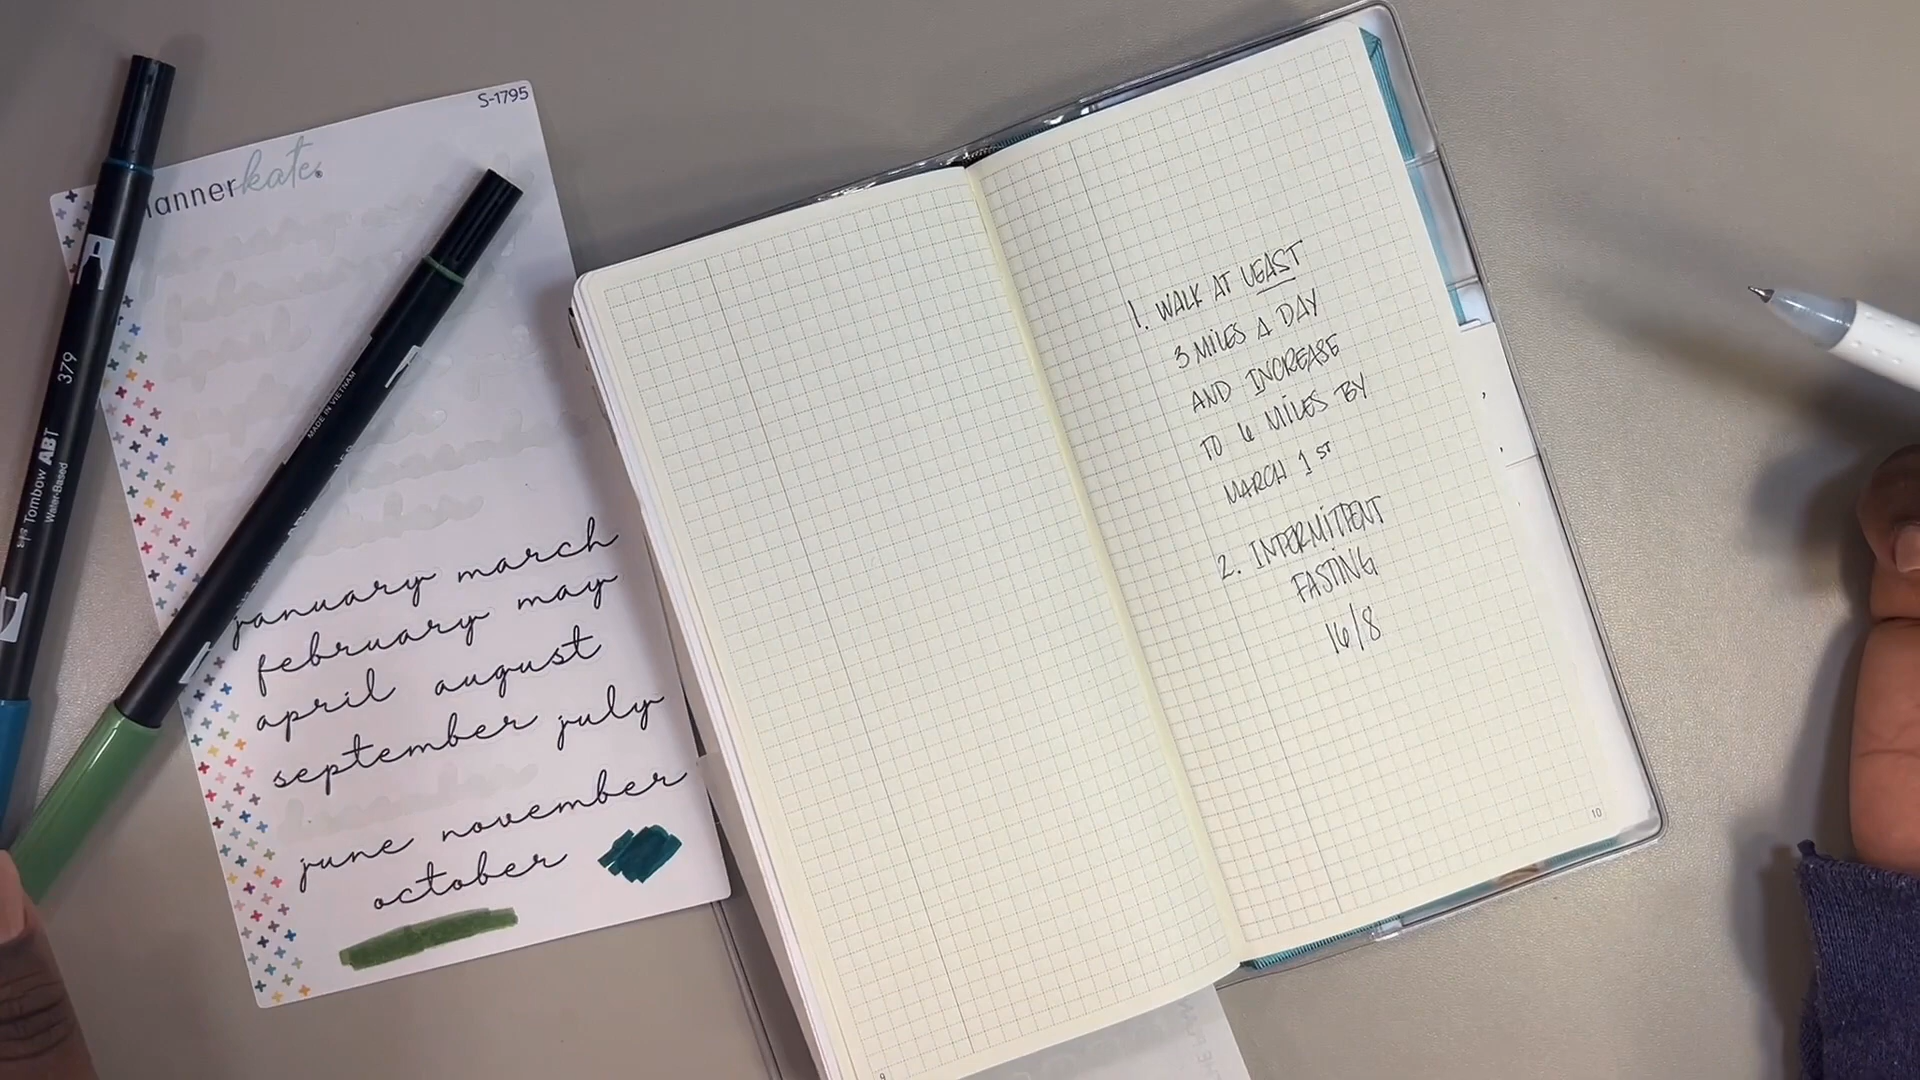 S-1795
lannerkate®
379
Tombow ABT
Water-Based
MADE IN VIETNAM
january march
february may
april august
september july
june november
october
1. WALK AT LEAST
3 MILES A DAY
AND INCREASE
TO 6 MILES BY
MARCH 1ST
2. INTERMITTENT
FASTING
16/8
9
10